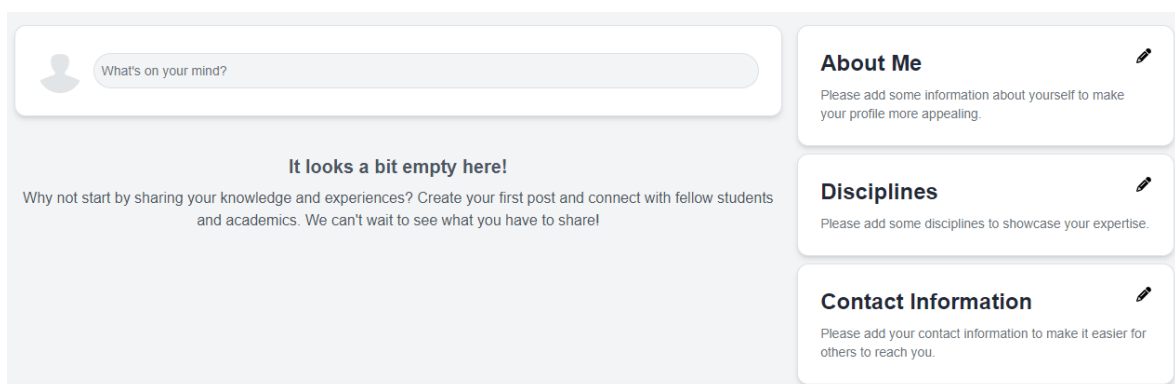 What's on your mind?
It looks a bit empty here!
Why not start by sharing your knowledge and experiences? Create your first post and connect with fellow students
and academics. We can't wait to see what you have to share!
About Me
Please add some information about yourself to make
your profile more appealing.
Disciplines
Please add some disciplines to showcase your expertise.
Contact Information
Please add your contact information to make it easier for
others to reach you.